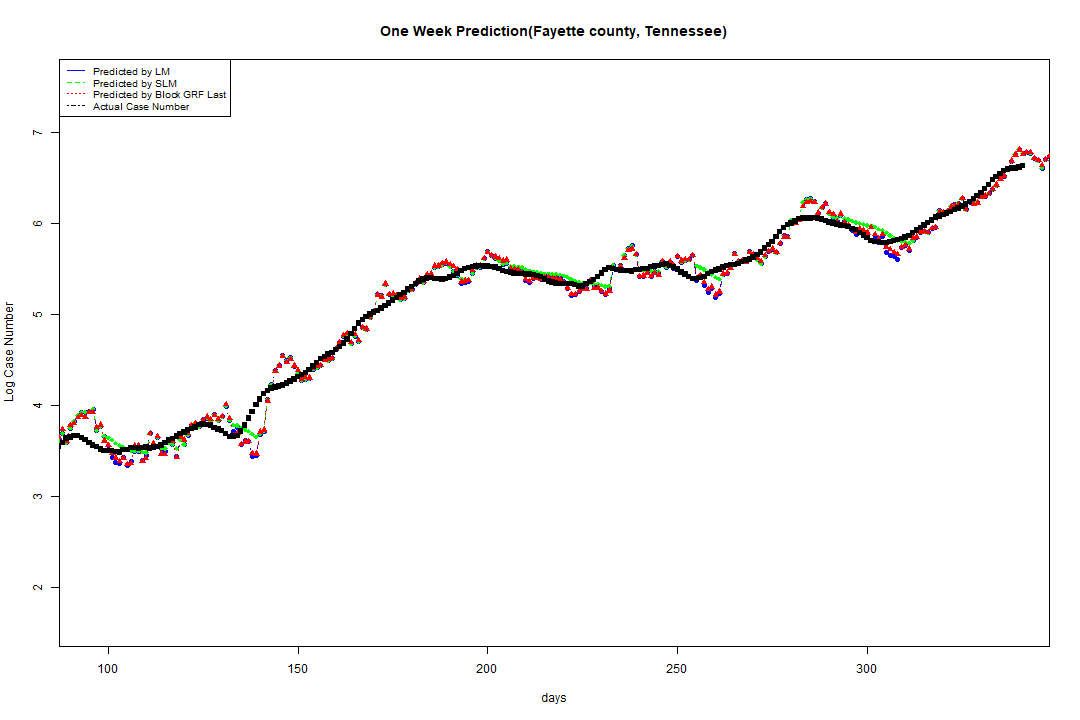 One Week Prediction(Fayette county, Tennessee)
Predicted by LM
Predicted by SLM
Predicted by Block GRF Last
Actual Case Number
7
6
5
4
3
2
Log Case Number
100 150 200 250 300
days